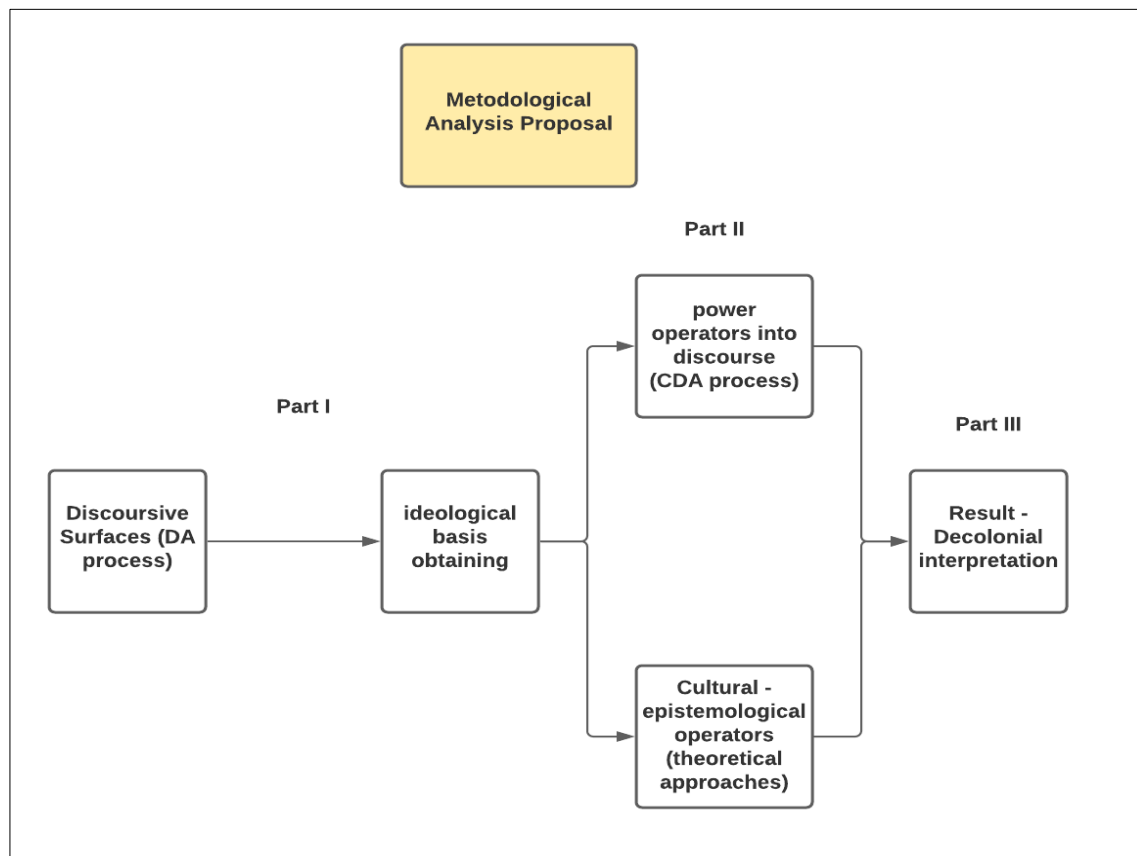 Metodological
Analysis Proposal
Part II
power
operators into
discourse
(CDA process)
Part I
Part III
Discoursive
Surfaces (DA
process)
ideological
basis
obtaining
Result -
Decolonial
interpretation
Cultural -
epistemological
operators
(theoretical
approaches)